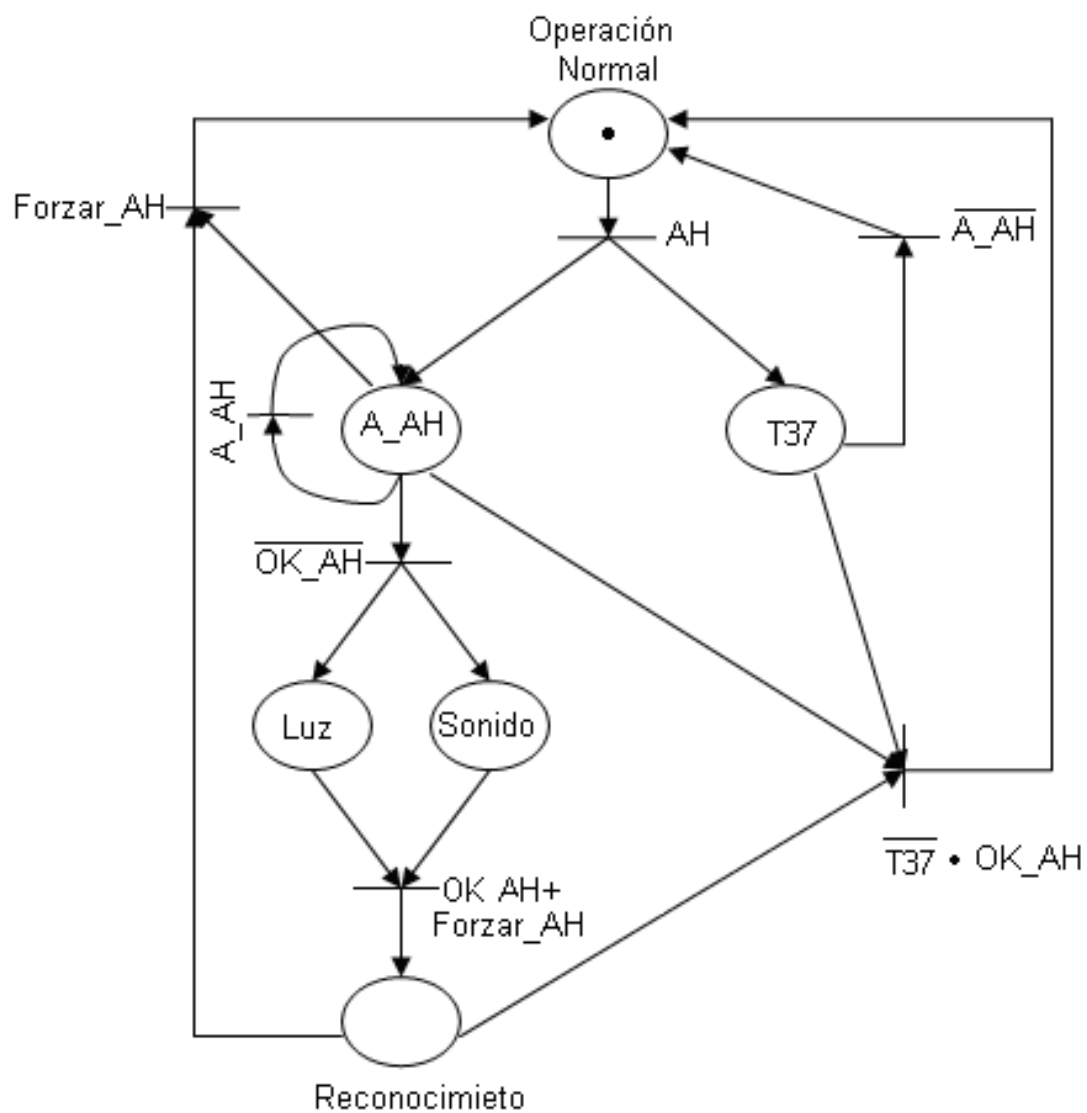 Operación
Normal
Forzar_AH
AH
A_AH
A_AH
A_AH
T37
OK_AH
Luz
Sonido
T37 • OK_AH
OK AH+
Forzar_AH
Reconocimieto